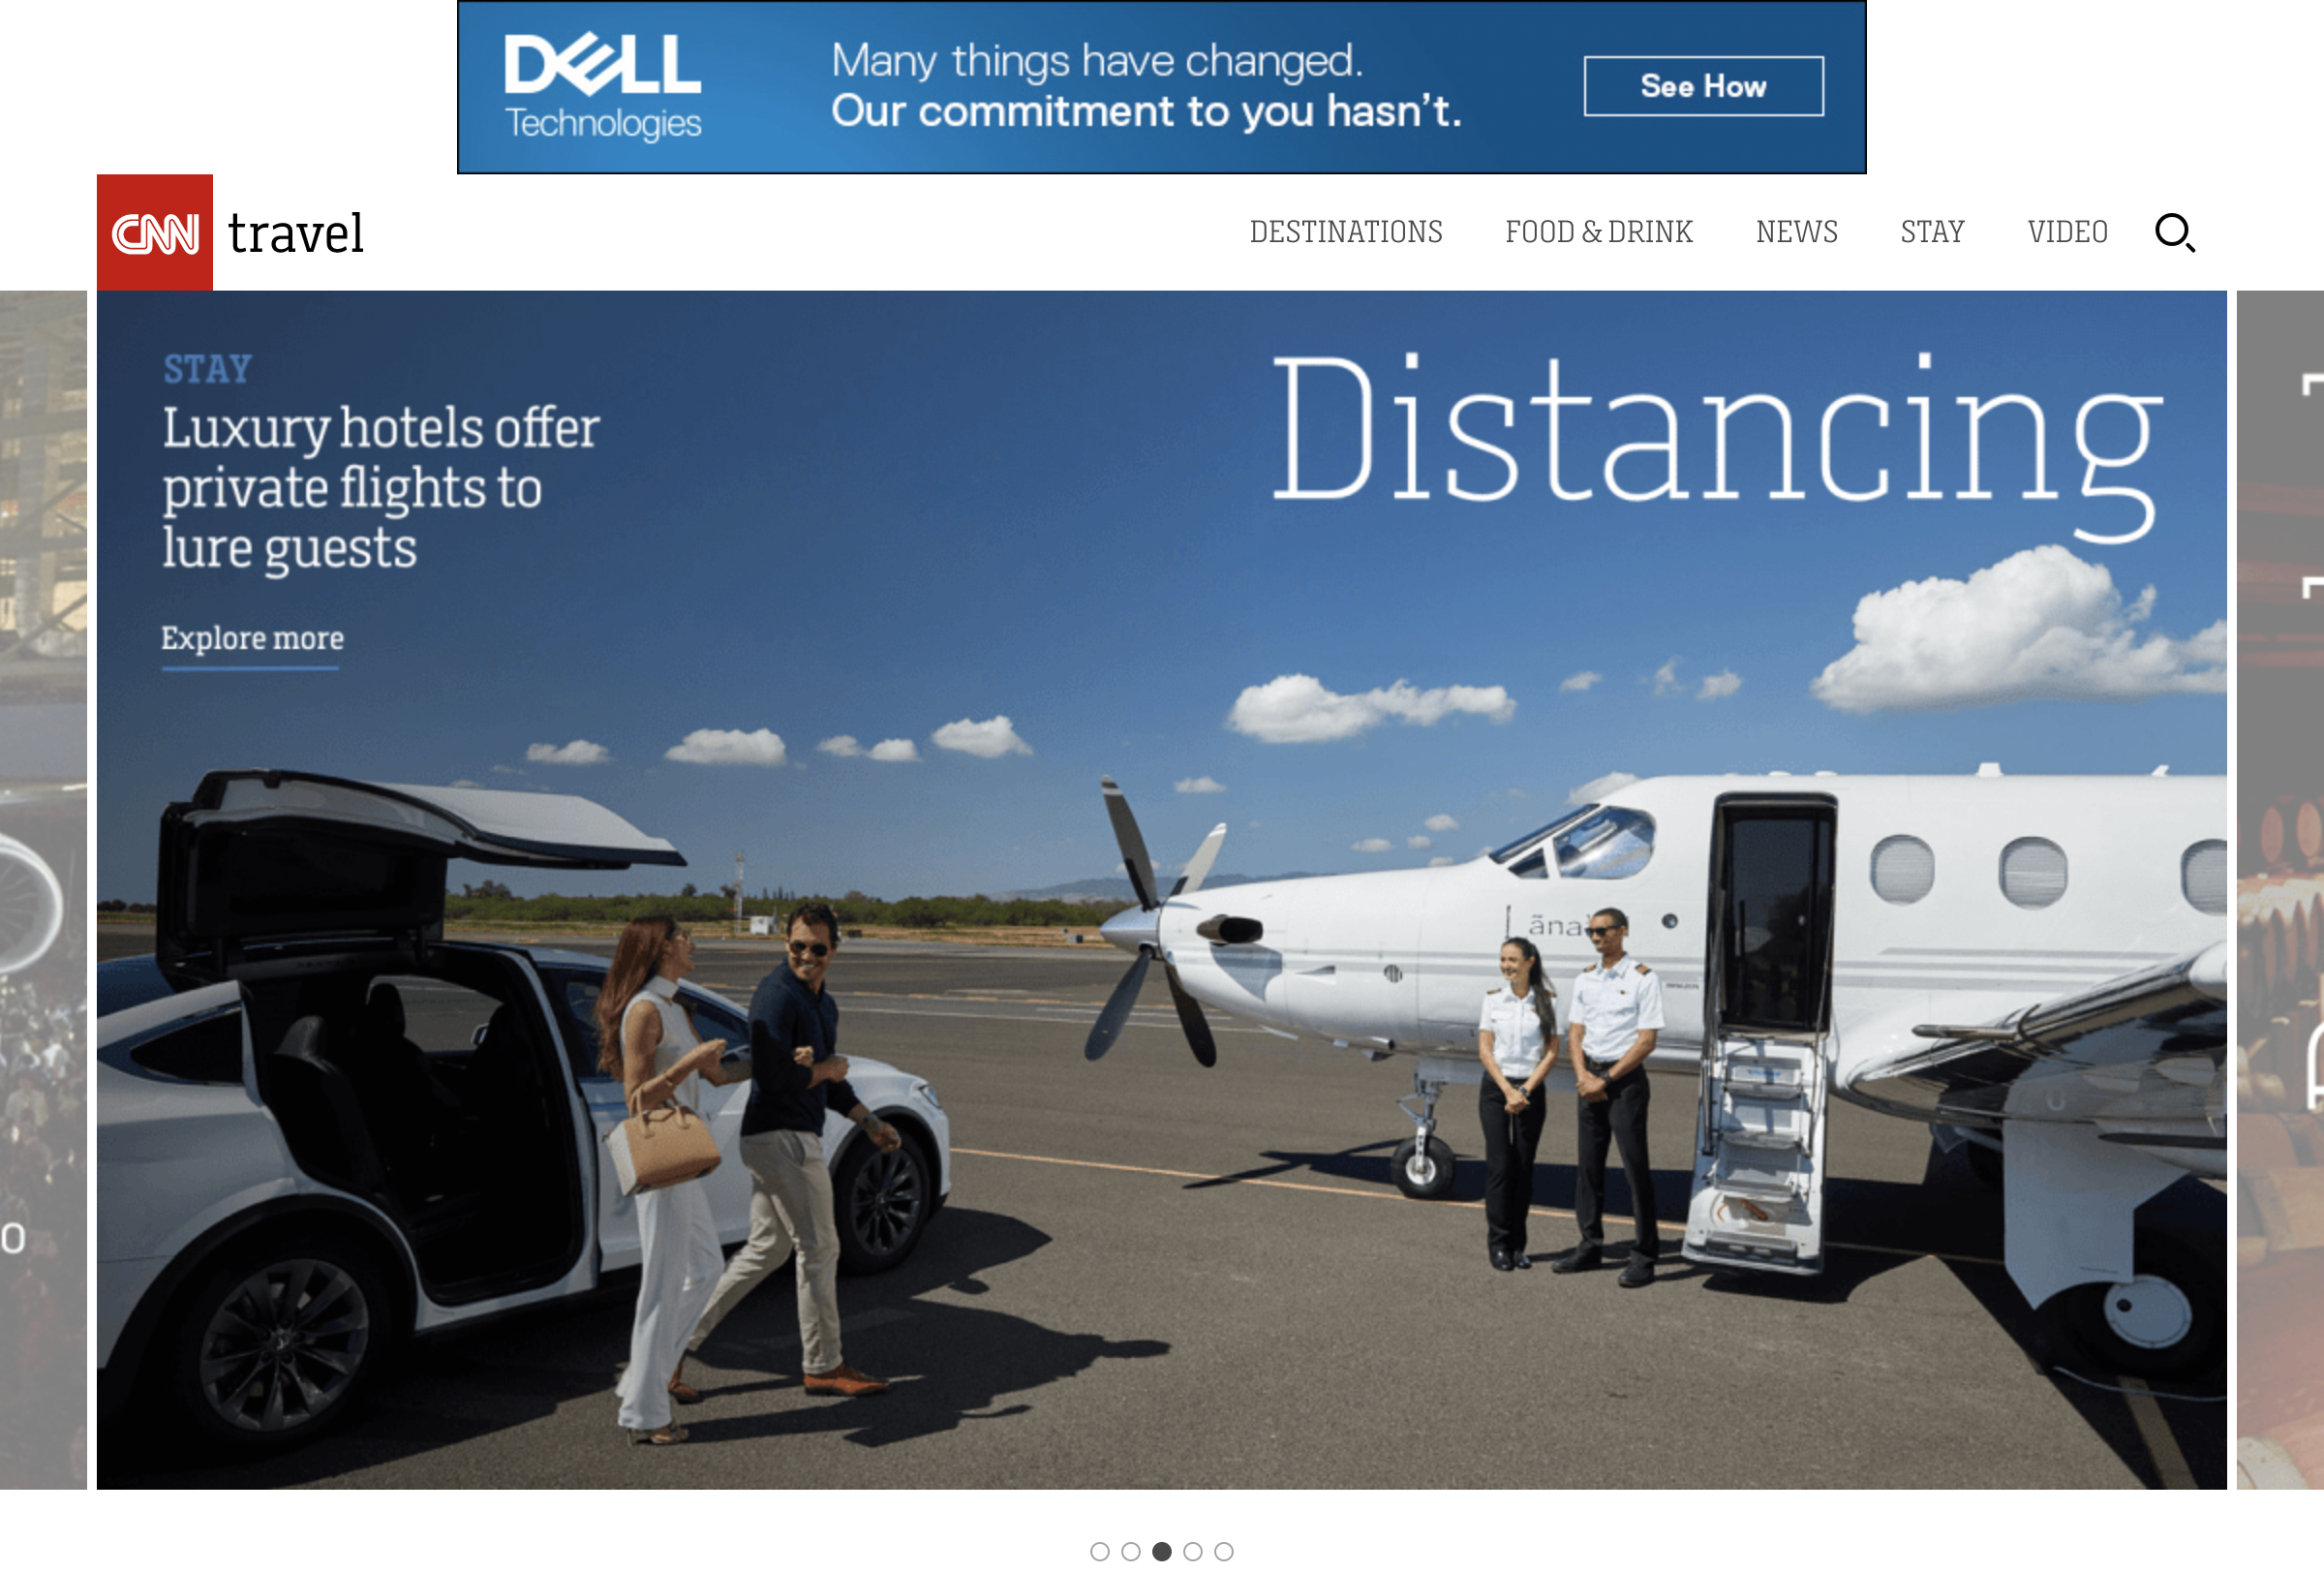 DELL
Technologies
Many things have changed.
Our commitment to you hasn't.
See How
CNN travel
DESTINATIONS FOOD & DRINK NEWS STAY VIDEO
STAY
Luxury hotels offer
private flights to
lure guests
Explore more
Distancing